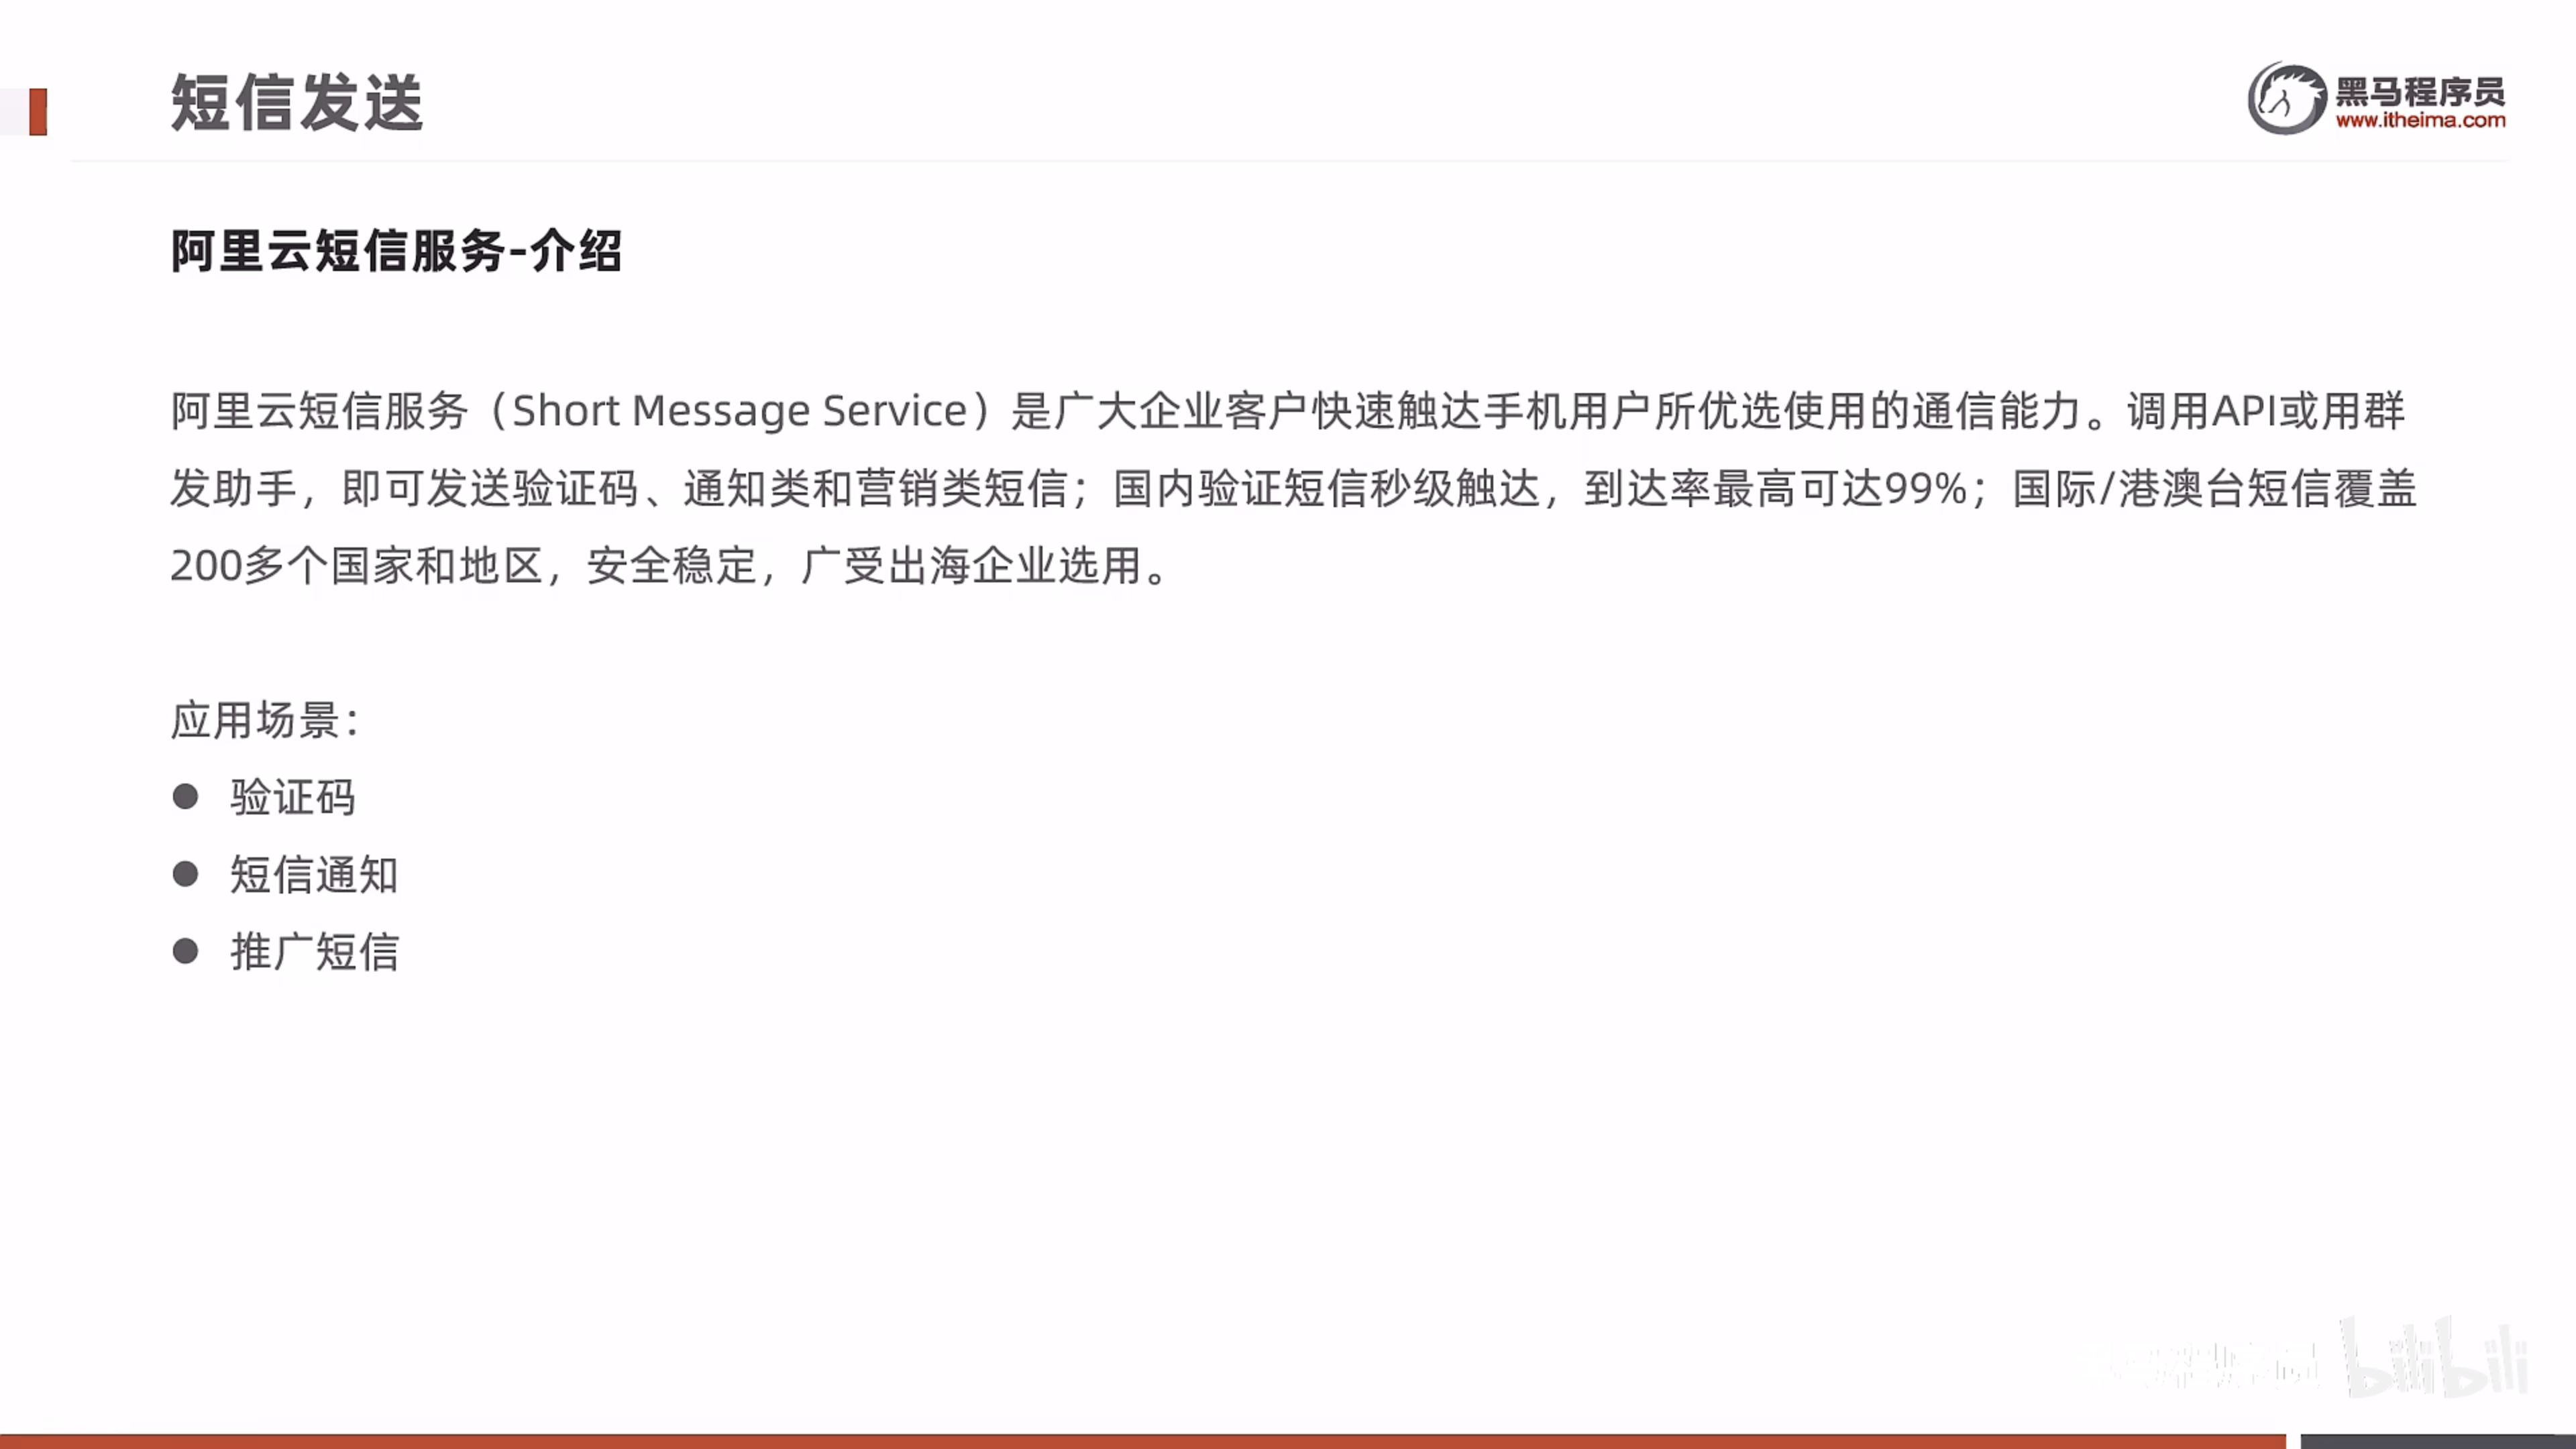 短信发送
黑马程序员
www.itheima.com
阿里云短信服务-介绍
阿里云短信服务（Short Message Service）是广大企业客户快速触达手机用户所优选使用的通信能力。调用API或用群
发助手，即可发送验证码、通知类和营销类短信；国内验证短信秒级触达，到达率最高可达99%；国际/港澳台短信覆盖
200多个国家和地区，安全稳定，广受出海企业选用。
应用场景：
● 验证码
● 短信通知
● 推广短信
bilibili